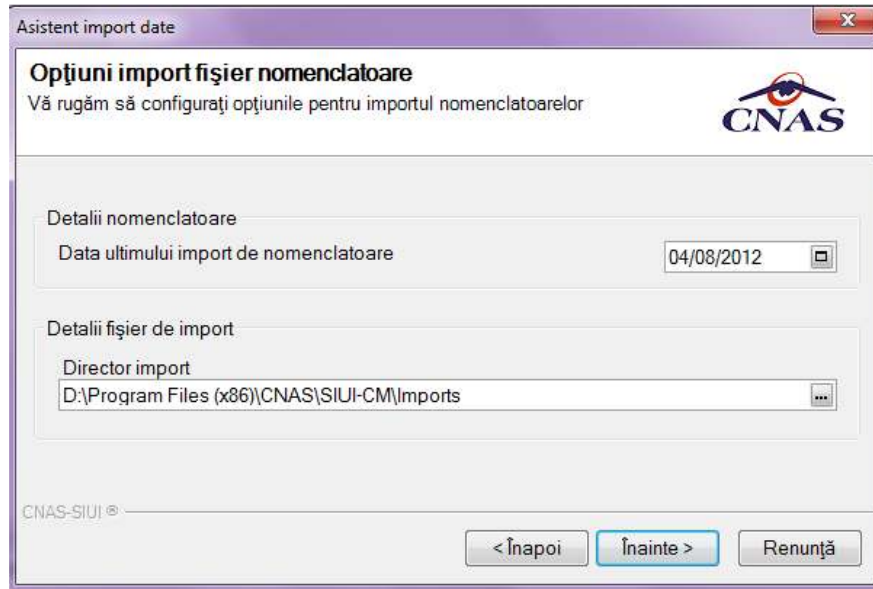 Asistent import date
Opţiuni import fişier nomenclatoare
Vă rugăm să configuraţi opţiunile pentru importul nomenclatoarelor
CNAS
Detalii nomenclatoare
Data ultimului import de nomenclatoare
04/08/2012
Detalii fişier de import
Director import
D:\Program Files (x86)\CNAS\SIUI-CM\Imports
...
CNAS-SIUI ®
< Înapoi
Înainte >
Renunţă